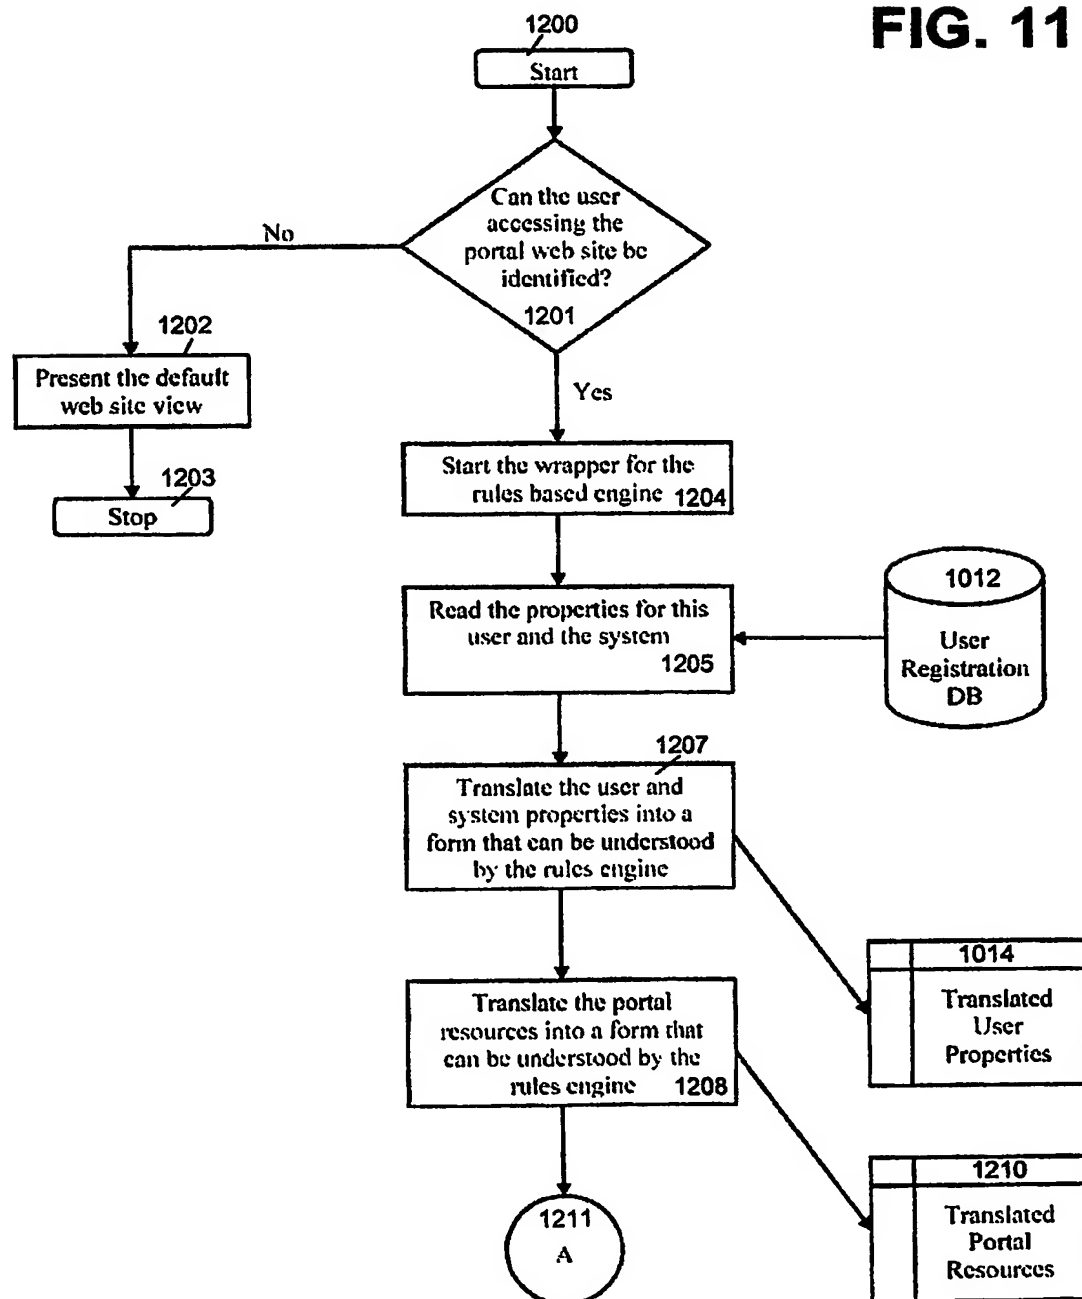 FIG. 11
1200
Start
Can the user
accessing the
portal web site be
identified?
1201
No
Yes
1202
Present the default
web site view
1203
Stop
Start the wrapper for the
rules based engine 1204
Read the properties for this
user and the system
1205
1012
User
Registration
DB
1207
Translate the user and
system properties into a
form that can be understood
by the rules engine
1014
Translated
User
Properties
Translate the portal
resources into a form that
can be understood by the
rules engine 1208
1210
Translated
Portal
Resources
1211
A